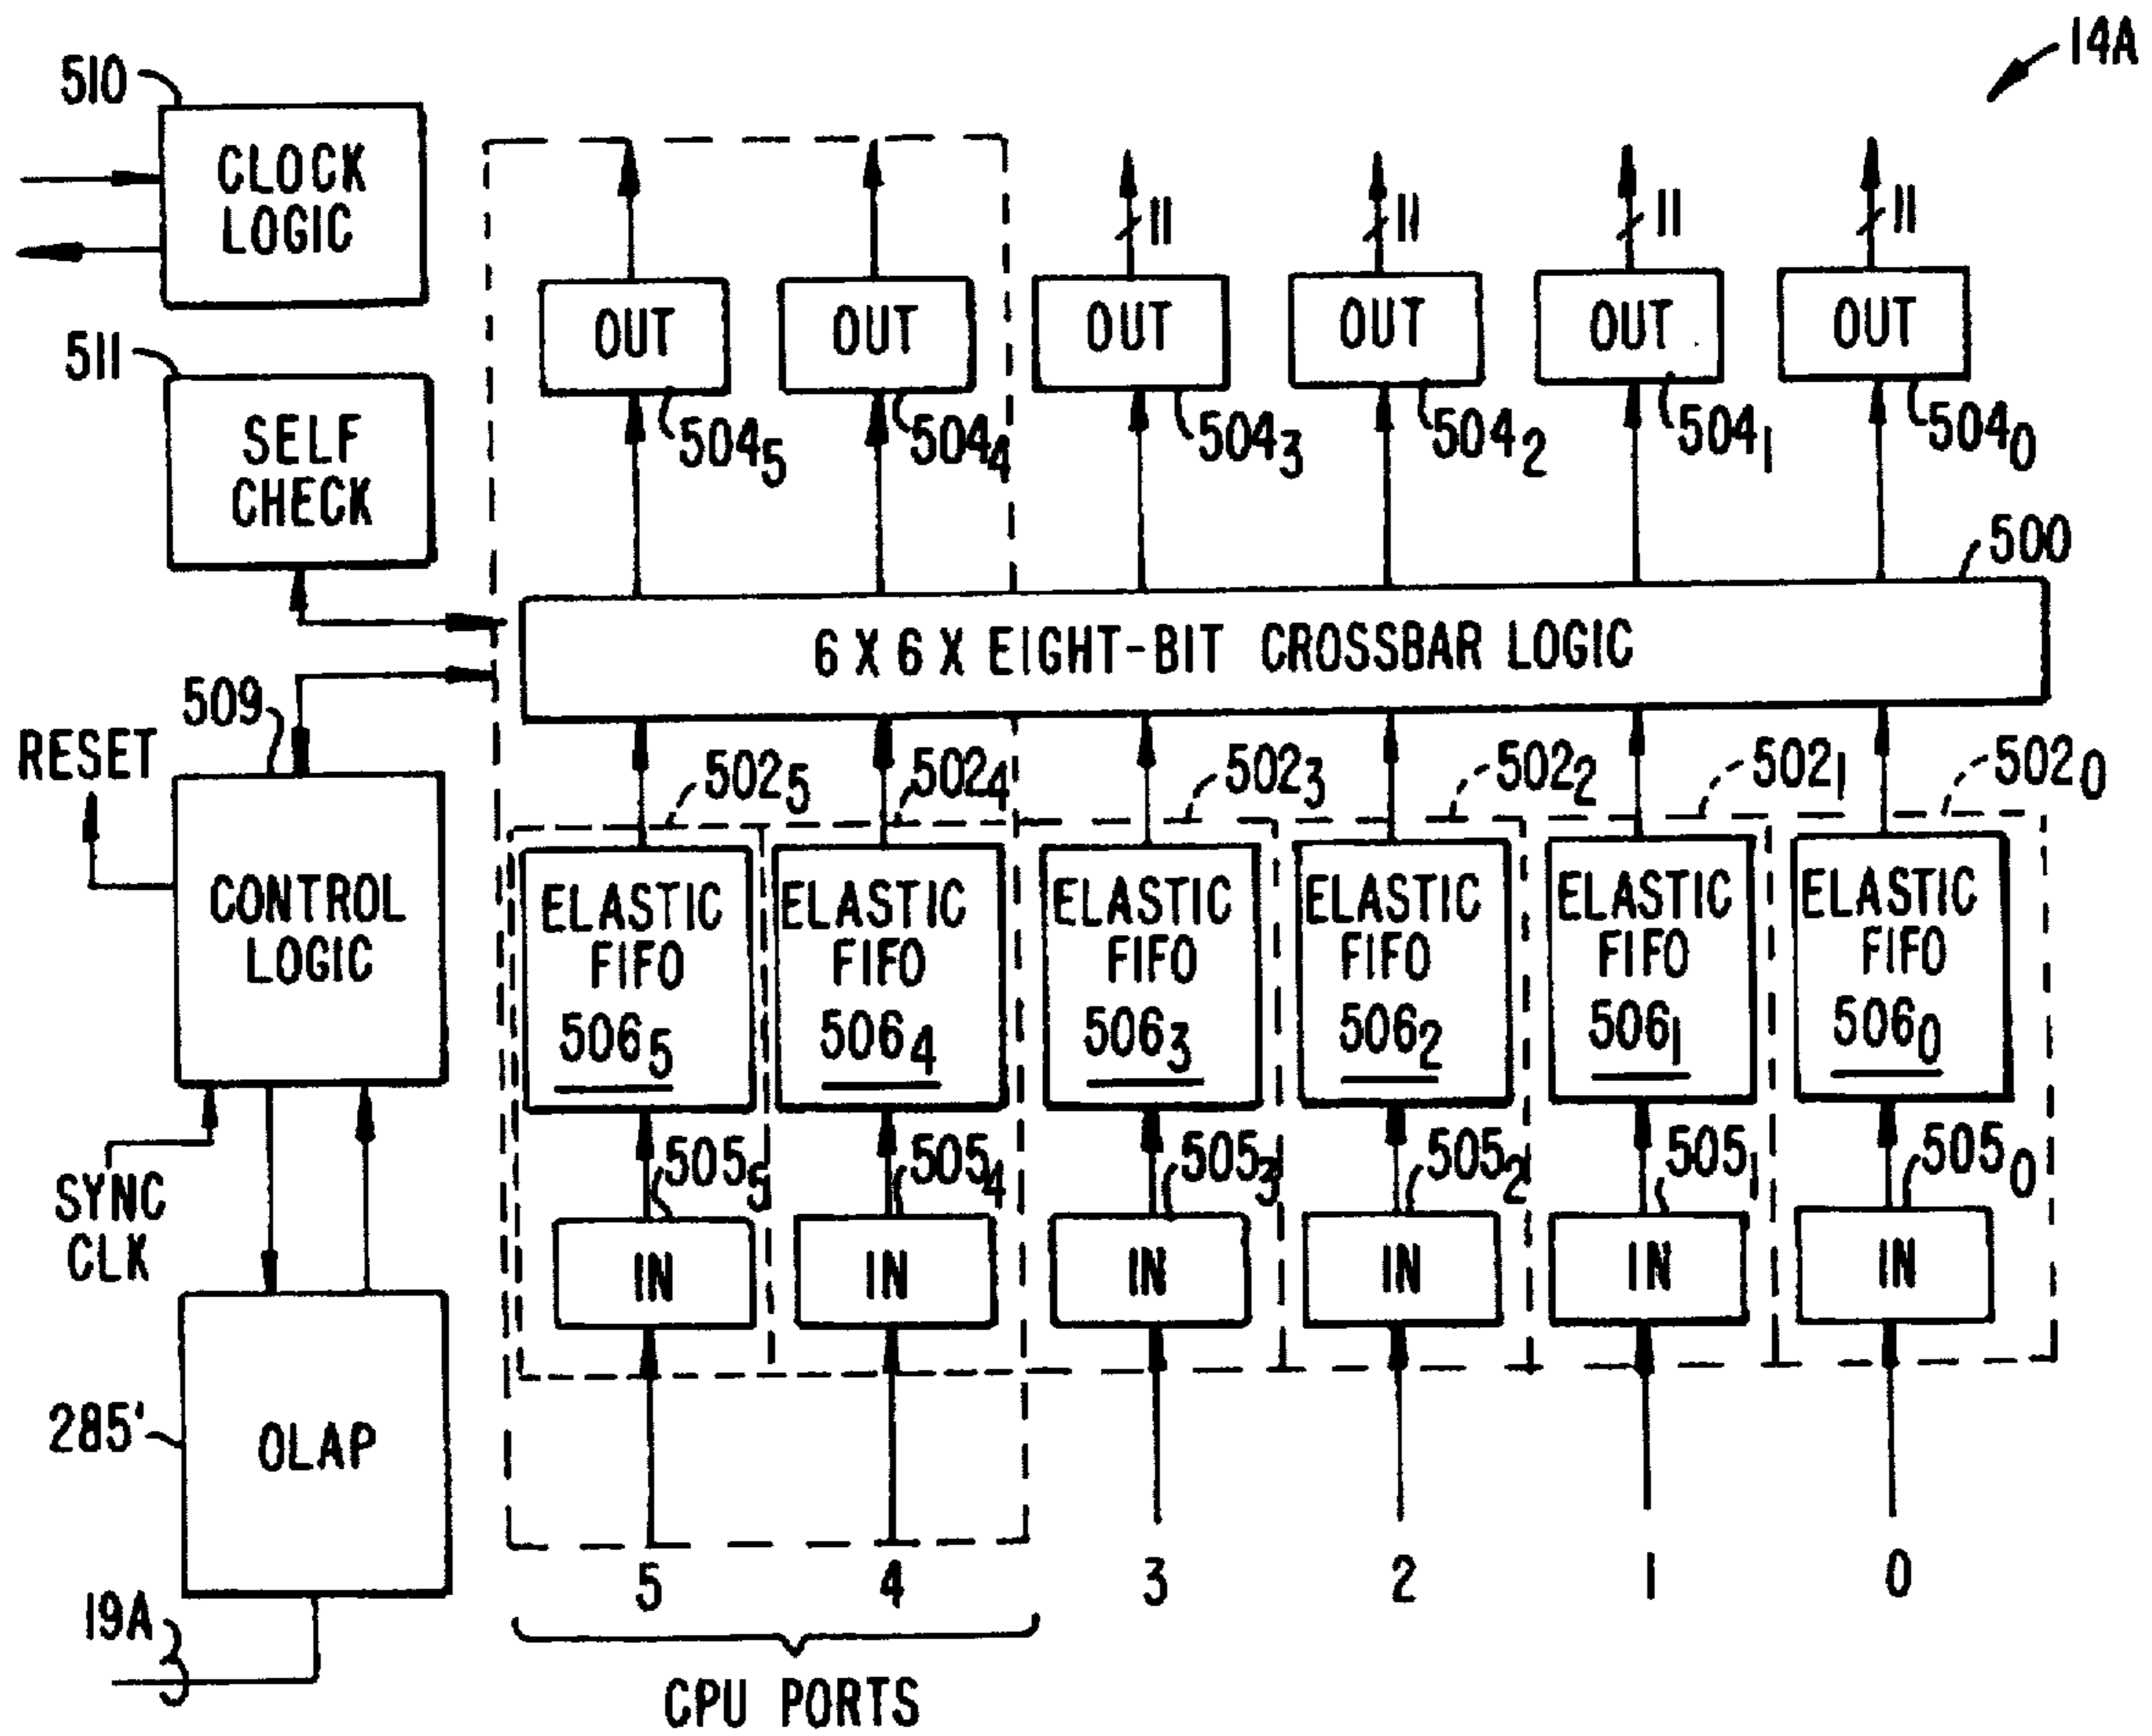 14A
510
CLOCK
LOGIC
511
SELF
CHECK
11
11
11
11
OUT
OUT
OUT
OUT
OUT
OUT
504₅
504₄
504₃
504₂
504₁
504₀
500
6 X 6 X EIGHT-BIT CROSSBAR LOGIC
509
RESET
CONTROL
LOGIC
502₅
502₄
502₃
502₂
502₁
502₀
ELASTIC
FIFO
506₅
ELASTIC
FIFO
506₄
ELASTIC
FIFO
506₃
ELASTIC
FIFO
506₂
ELASTIC
FIFO
506₁
ELASTIC
FIFO
506₀
SYNC
CLK
505₅
505₄
505₃
505₂
505₁
505₀
IN
IN
IN
IN
IN
IN
285'
OLAP
19A
5
4
3
2
1
0
CPU PORTS